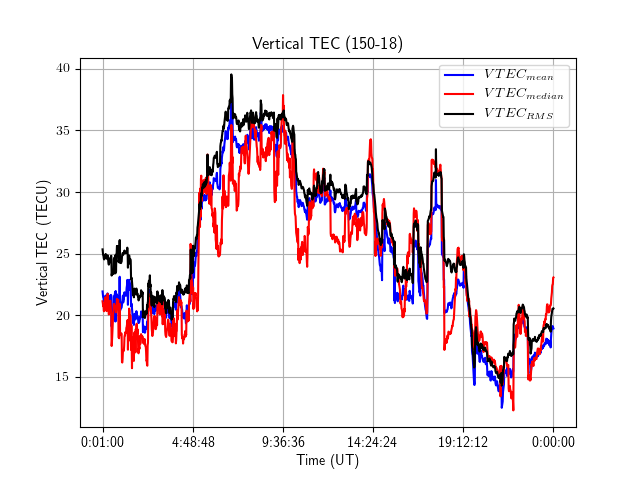 Vertical TEC (150-18)
VTEC_mean
VTEC_median
VTEC_RMS
40
35
30
25
20
15
Vertical TEC (TECU)
0:01:00 4:48:48 9:36:36 14:24:24 19:12:12 0:00:00
Time (UT)